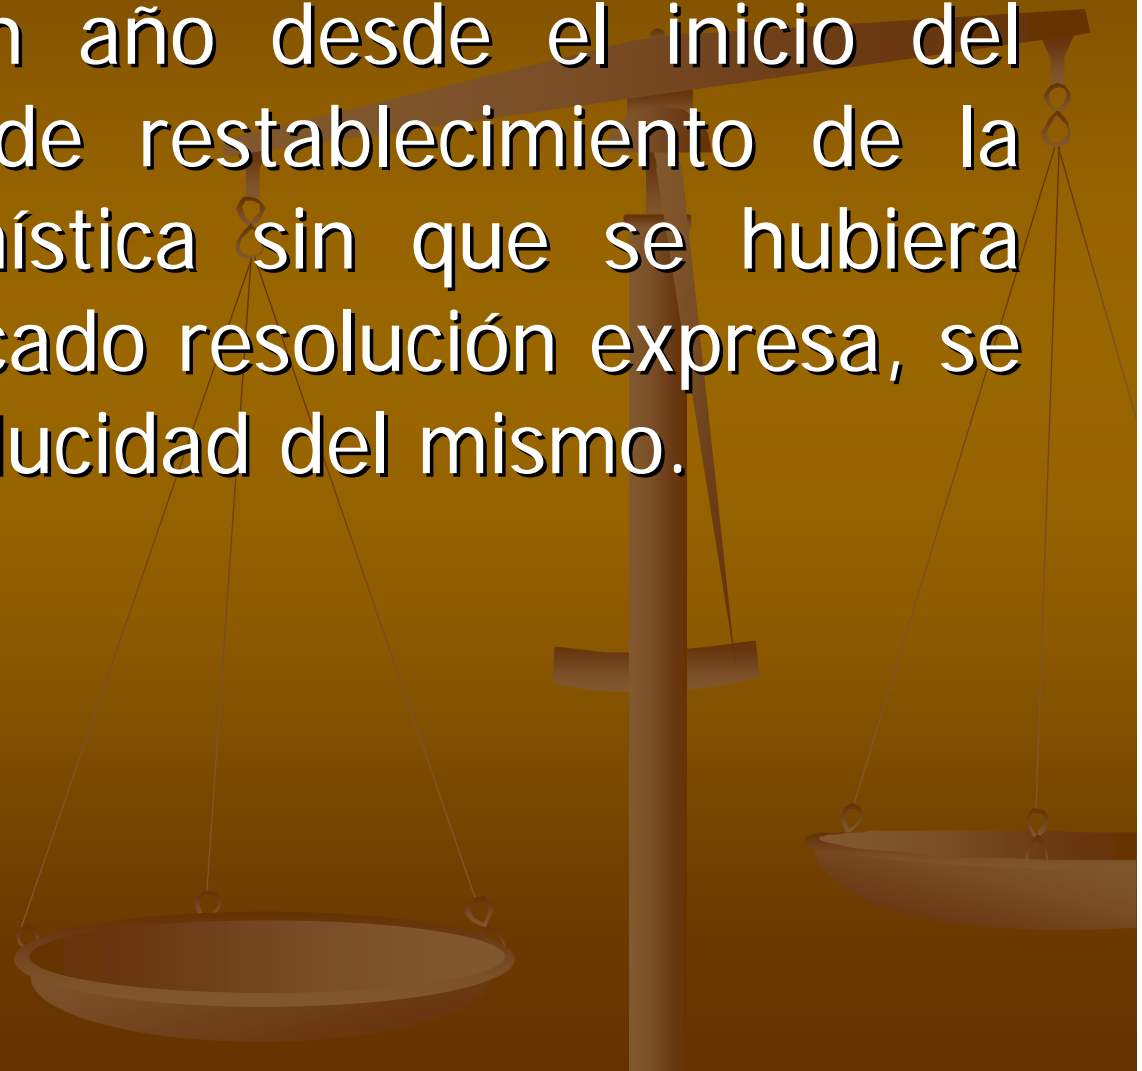 n año desde el inicio del
de restablecimiento de la
nística sin que se hubiera
cado resolución expresa, se
lucidad del mismo.